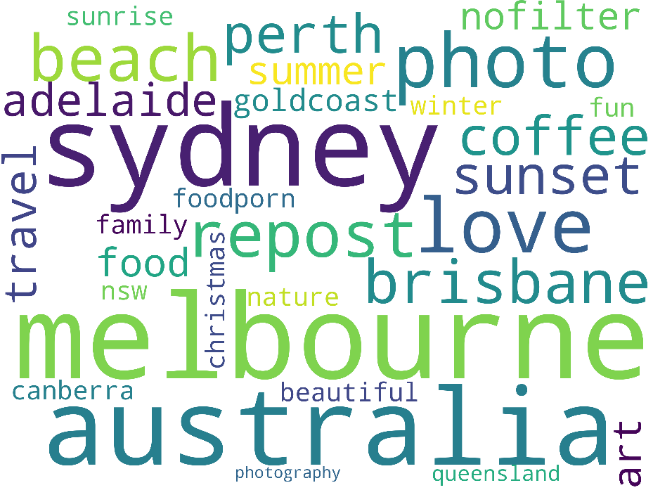 sunrise
nofilter
perth
photo
beach
summer
adelaide
goldcoast
winter
fun
sydney
coffee
travel
sunset
foodporn
love
family
repost
food
christmas
brisbane
nsw
nature
melbourne
canberra
beautiful
australia
art
photography
queensland